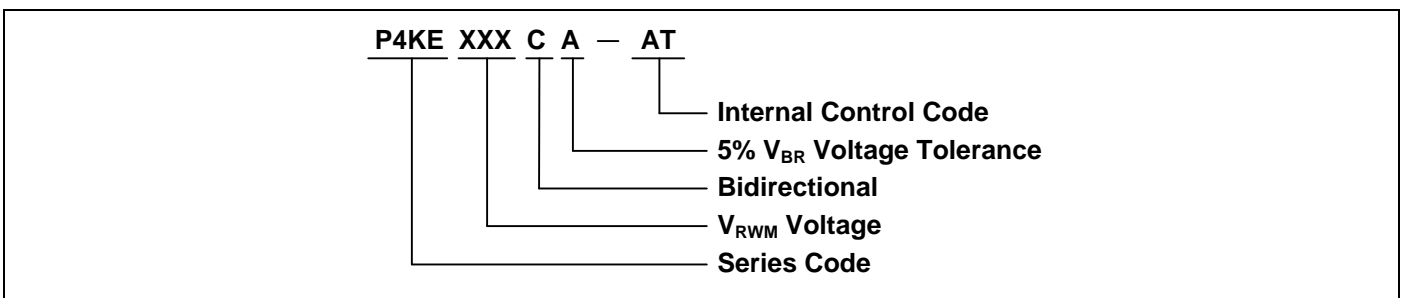 P4KE XXX C A — AT
Internal Control Code
5% VBR Voltage Tolerance
Bidirectional
VRWM Voltage
Series Code